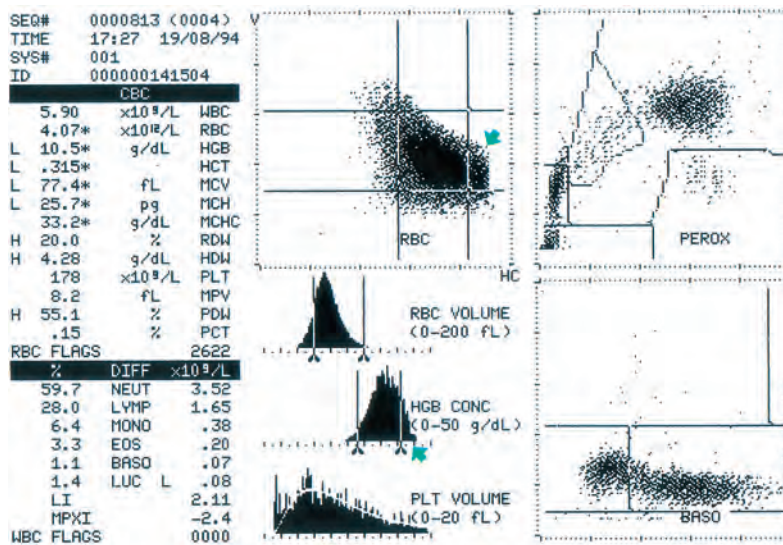 SEQ# 0000813 (0004)
TIME 17:27 19/08/94
SYS# 001
ID 000000141504
CBC
5.90 x10⁹/L WBC
4.07* x10¹²/L RBC
L 10.5* g/dL HGB
L .315* HCT
L 77.4* fL MCV
L 25.7* pg MCH
33.2* g/dL MCHC
H 20.0 % RDW
H 4.28 g/dL HDW
178 x10⁹/L PLT
8.2 fL MPV
H 55.1 % PDW
.15 % PCT
RBC FLAGS 2622
% DIFF x10⁹/L
59.7 NEUT 3.52
28.0 LYMP 1.65
6.4 MONO .38
3.3 EOS .20
1.1 BASO .07
1.4 LUC L .08
LI 2.11
MPXI -2.4
WBC FLAGS 0000
V
RBC
HC
RBC VOLUME
(0-200 fL)
HGB CONC
(0-50 g/dL)
PLT VOLUME
(0-20 fL)
PEROX
BASO